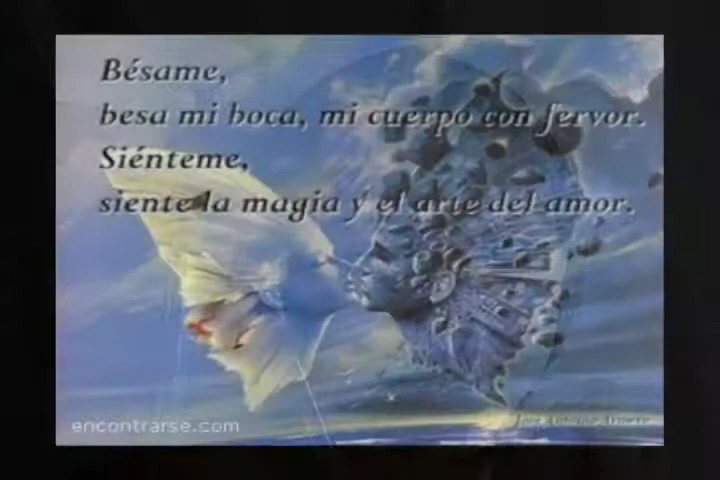 Bésame,
besa mi boca, mi cuerpo con fervor.
Siénteme,
siente la magia y el arte del amor.
encontrarse.com